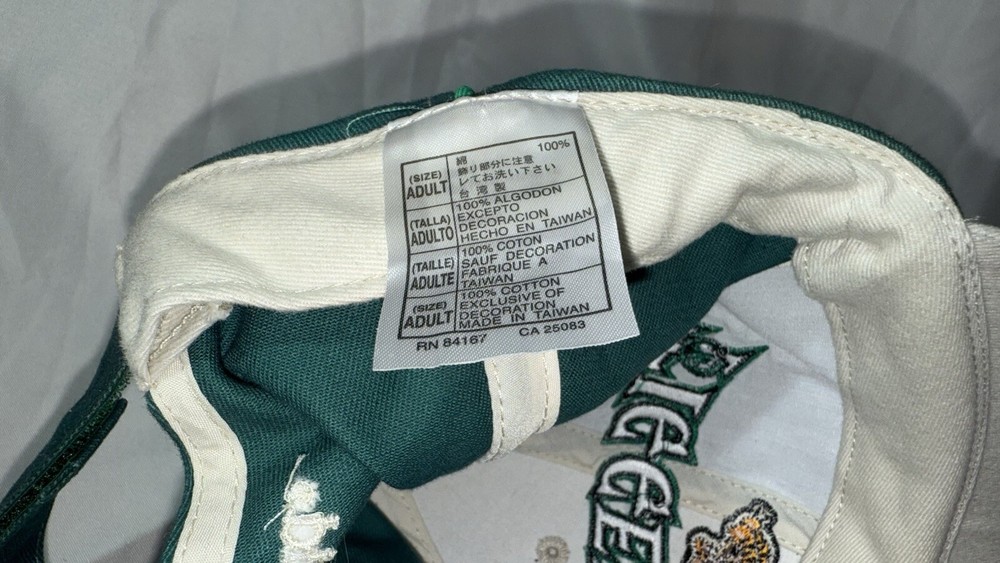 (SIZE)
ADULT
綿 100%
飾り部分に注意
してお洗い下さい
台湾製
(TALLA)
ADULTO
100% ALGODON
EXCEPTO
DECORACION
HECHO EN TAIWAN
(TAILLE)
ADULTE
100% COTON
SAUF DECORATION
FABRIQUE A
TAIWAN
(SIZE)
ADULT
100% COTTON
EXCLUSIVE OF
DECORATION
MADE IN TAIWAN
RN 84167 CA 25083